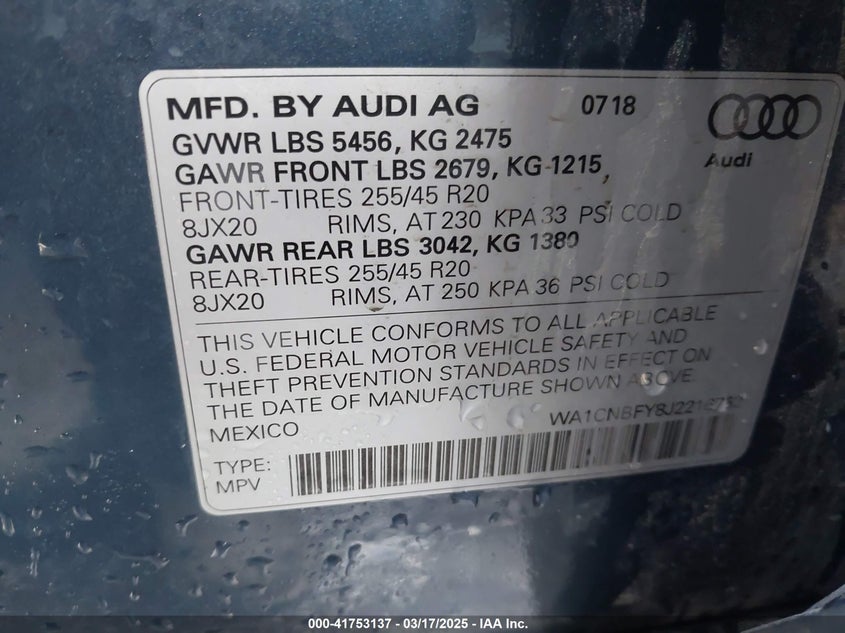 MFD. BY AUDI AG 0718
GVWR LBS 5456, KG 2475
Audi
GAWR FRONT LBS 2679, KG 1215,
FRONT-TIRES 255/45 R20
8JX20 RIMS, AT 230 KPA 33 PSI COLD
GAWR REAR LBS 3042, KG 1380
REAR-TIRES 255/45 R20
8JX20 RIMS, AT 250 KPA 36 PSI COLD
THIS VEHICLE CONFORMS TO ALL APPLICABLE
U.S. FEDERAL MOTOR VEHICLE SAFETY AND
THEFT PREVENTION STANDARDS IN EFFECT ON
THE DATE OF MANUFACTURE SHOWN ABOVE.
MEXICO
TYPE:
MPV
000-41753137 - 03/17/2025 - IAA Inc.